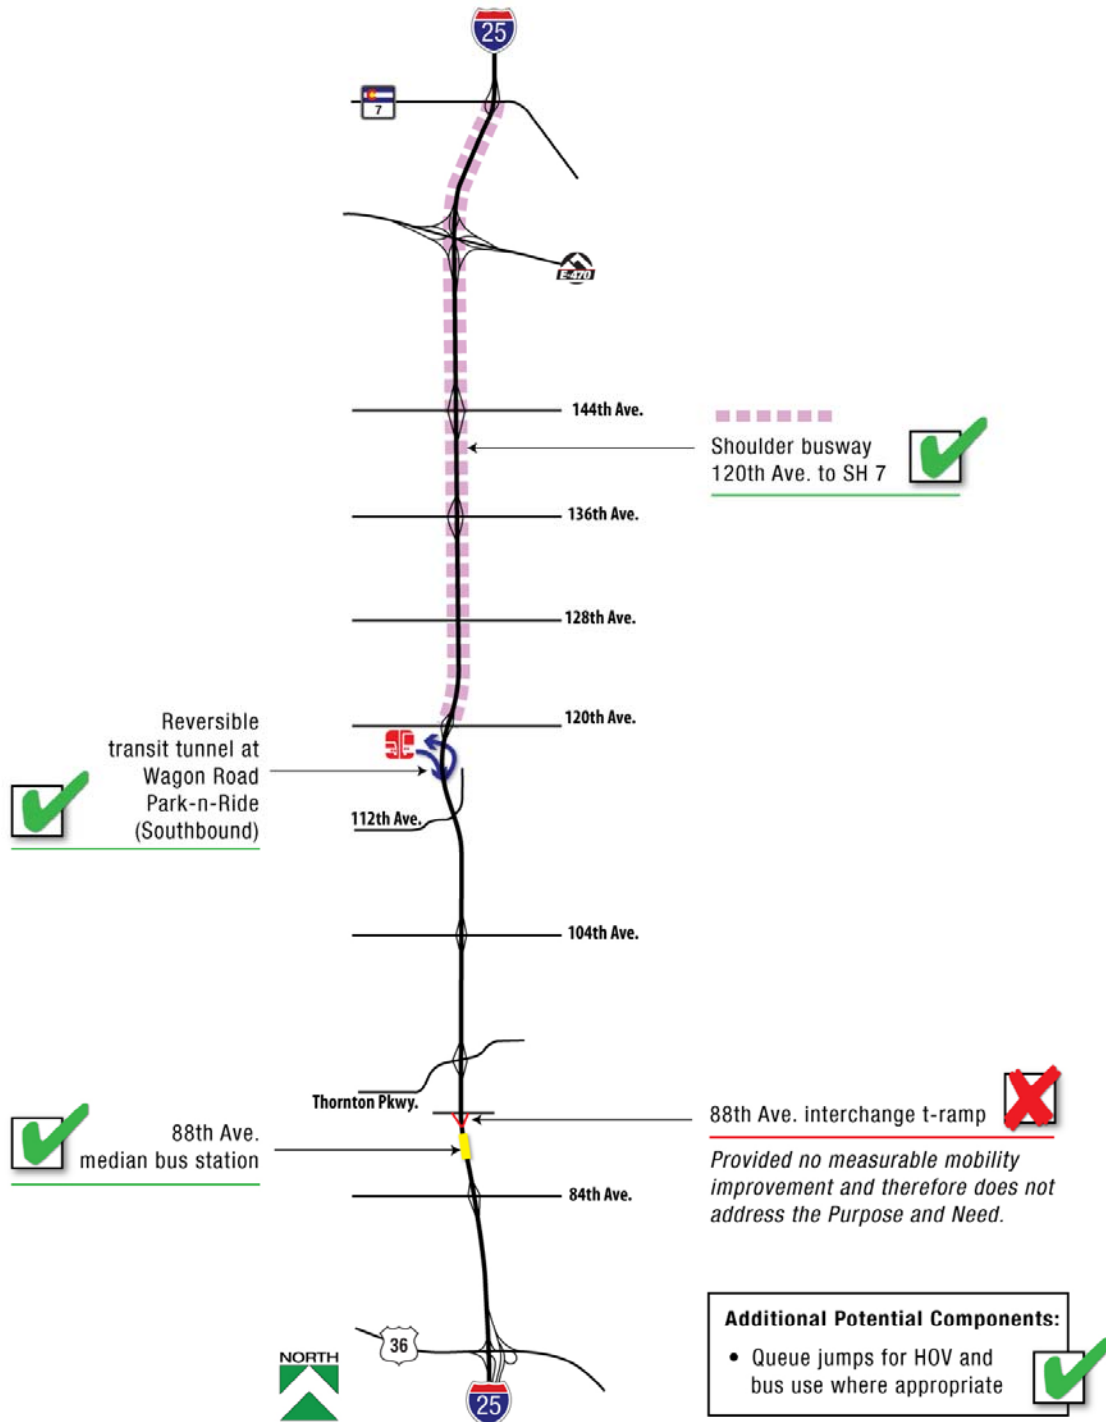 25
7
E-470
144th Ave.
Shoulder busway
120th Ave. to SH 7
136th Ave.
128th Ave.
120th Ave.
Reversible
transit tunnel at
Wagon Road
Park-n-Ride
(Southbound)
112th Ave.
104th Ave.
Thornton Pkwy.
88th Ave. interchange t-ramp
Provided no measurable mobility
improvement and therefore does not
address the Purpose and Need.
88th Ave.
median bus station
84th Ave.
36
NORTH
25
Additional Potential Components:
• Queue jumps for HOV and
bus use where appropriate